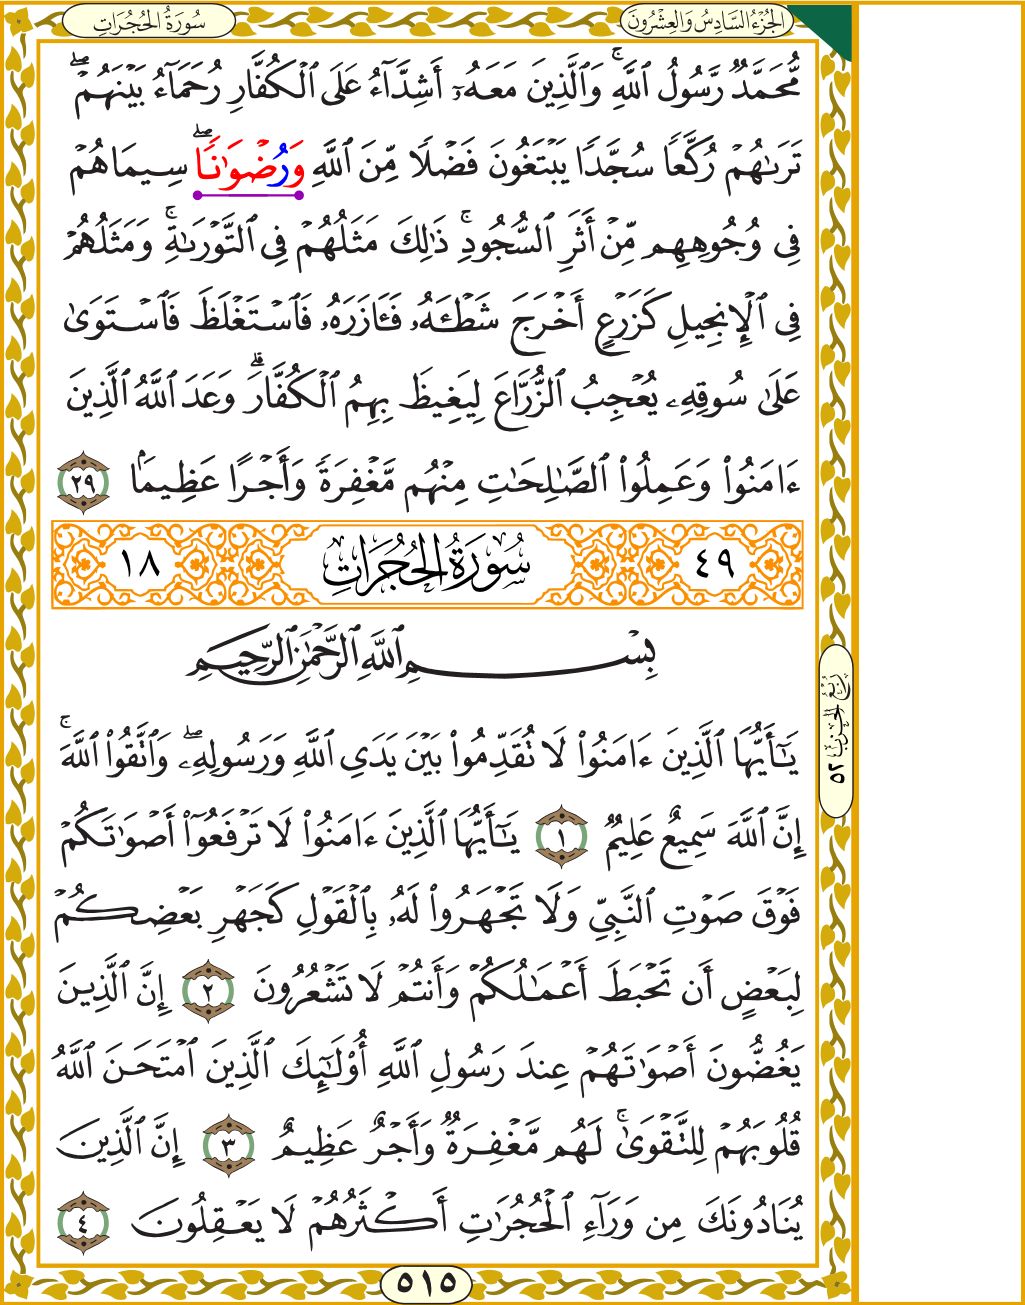 سُورَةُ الحُجُرَاتِ
الجُزْءُ السَّادِسُ وَالعِشْرُونَ
مُّحَمَّدٌ رَّسُولُ ٱللَّهِۚ وَٱلَّذِينَ مَعَهُۥٓ أَشِدَّآءُ عَلَى ٱلۡكُفَّارِ رُحَمَآءُ بَيۡنَهُمۡۖ
تَرَىٰهُمۡ رُكَّعٗا سُجَّدٗا يَبۡتَغُونَ فَضۡلٗا مِّنَ ٱللَّهِ وَرُضۡوَٰنٗاۖ سِيمَاهُمۡ
فِي وُجُوهِهِم مِّنۡ أَثَرِ ٱلسُّجُودِۚ ذَٰلِكَ مَثَلُهُمۡ فِي ٱلتَّوۡرَىٰةِۚ وَمَثَلُهُمۡ
فِي ٱلۡإِنجِيلِ كَزَرۡعٍ أَخۡرَجَ شَطۡـَٔهُۥ فَـَٔازَرَهُۥ فَٱسۡتَغۡلَظَ فَٱسۡتَوَىٰ
عَلَىٰ سُوقِهِۦ يُعۡجِبُ ٱلزُّرَّاعَ لِيَغِيظَ بِهِمُ ٱلۡكُفَّارَۗ وَعَدَ ٱللَّهُ ٱلَّذِينَ
ءَامَنُواْ وَعَمِلُواْ ٱلصَّٰلِحَٰتِ مِنۡهُم مَّغۡفِرَةٗ وَأَجۡرًا عَظِيمَۢا ٢٩
٤٩ سُورَةُ الحُجُرَاتِ ١٨
بِسۡمِ ٱللَّهِ ٱلرَّحۡمَٰنِ ٱلرَّحِيمِ
يَـٰٓأَيُّهَا ٱلَّذِينَ ءَامَنُواْ لَا تُقَدِّمُواْ بَيۡنَ يَدَيِ ٱللَّهِ وَرَسُولِهِۦۖ وَٱتَّقُواْ ٱللَّهَۚ
إِنَّ ٱللَّهَ سَمِيعٌ عَلِيمٞ ١ يَـٰٓأَيُّهَا ٱلَّذِينَ ءَامَنُواْ لَا تَرۡفَعُوٓاْ أَصۡوَٰتَكُمۡ
فَوۡقَ صَوۡتِ ٱلنَّبِيِّ وَلَا تَجۡهَرُواْ لَهُۥ بِٱلۡقَوۡلِ كَجَهۡرِ بَعۡضِكُمۡ
لِبَعۡضٍ أَن تَحۡبَطَ أَعۡمَٰلُكُمۡ وَأَنتُمۡ لَا تَشۡعُرُونَ ٢ إِنَّ ٱلَّذِينَ
يَغُضُّونَ أَصۡوَٰتَهُمۡ عِندَ رَسُولِ ٱللَّهِ أُوْلَـٰٓئِكَ ٱلَّذِينَ ٱمۡتَحَنَ ٱللَّهُ
قُلُوبَهُمۡ لِلتَّقۡوَىٰۚ لَهُم مَّغۡفِرَةٞ وَأَجۡرٌ عَظِيمٌ ٣ إِنَّ ٱلَّذِينَ
يُنَادُونَكَ مِن وَرَآءِ ٱلۡحُجُرَٰتِ أَكۡثَرُهُمۡ لَا يَعۡقِلُونَ ٤
رُبْعُ الحِزْبِ ٥٢
٥١٥